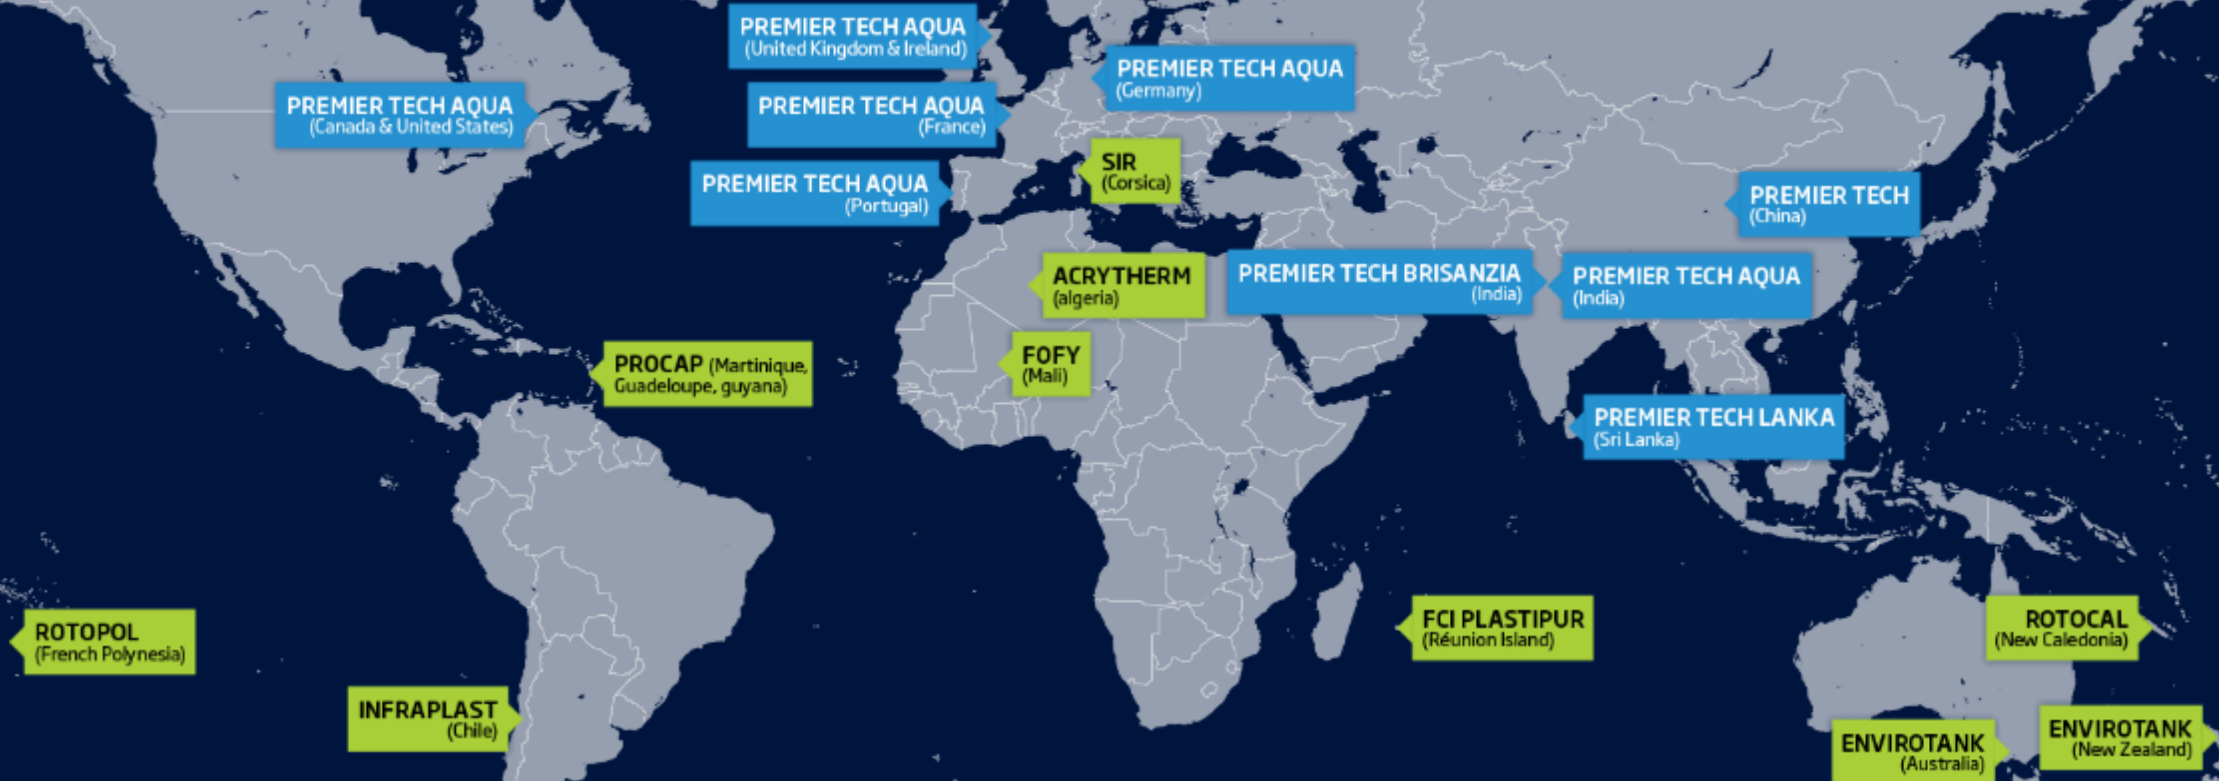 PREMIER TECH AQUA
(United Kingdom & Ireland)
PREMIER TECH AQUA
(Germany)
PREMIER TECH AQUA
(Canada & United States)
PREMIER TECH AQUA
(France)
SIR
(Corsica)
PREMIER TECH AQUA
(Portugal)
PREMIER TECH
(China)
ACRYTHERM
(algeria)
PREMIER TECH BRISANZIA
(India)
PREMIER TECH AQUA
(India)
PROCAP (Martinique,
Guadeloupe, guyana)
FOFY
(Mali)
PREMIER TECH LANKA
(Sri Lanka)
ROTOPOL
(French Polynesia)
FCI PLASTIPUR
(Réunion Island)
ROTOCAL
(New Caledonia)
INFRAPLAST
(Chile)
ENVIROTANK
(Australia)
ENVIROTANK
(New Zealand)